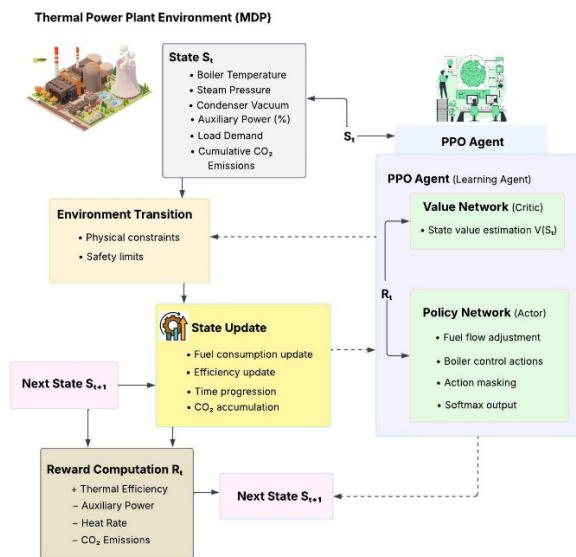 Thermal Power Plant Environment (MDP)
State Sₜ
• Boiler Temperature
• Steam Pressure
• Condenser Vacuum
• Auxiliary Power (%)
• Load Demand
• Cumulative CO₂
Emissions
Sₜ
PPO Agent
PPO Agent (Learning Agent)
Value Network (Critic)
• State value estimation V(Sₜ)
Rₜ
Policy Network (Actor)
• Fuel flow adjustment
• Boiler control actions
• Action masking
• Softmax output
Environment Transition
• Physical constraints
• Safety limits
State Update
• Fuel consumption update
• Efficiency update
• Time progression
• CO₂ accumulation
Next State Sₜ₊₁
Reward Computation Rₜ
+ Thermal Efficiency
− Auxiliary Power
− Heat Rate
− CO₂ Emissions
Next State Sₜ₊₁